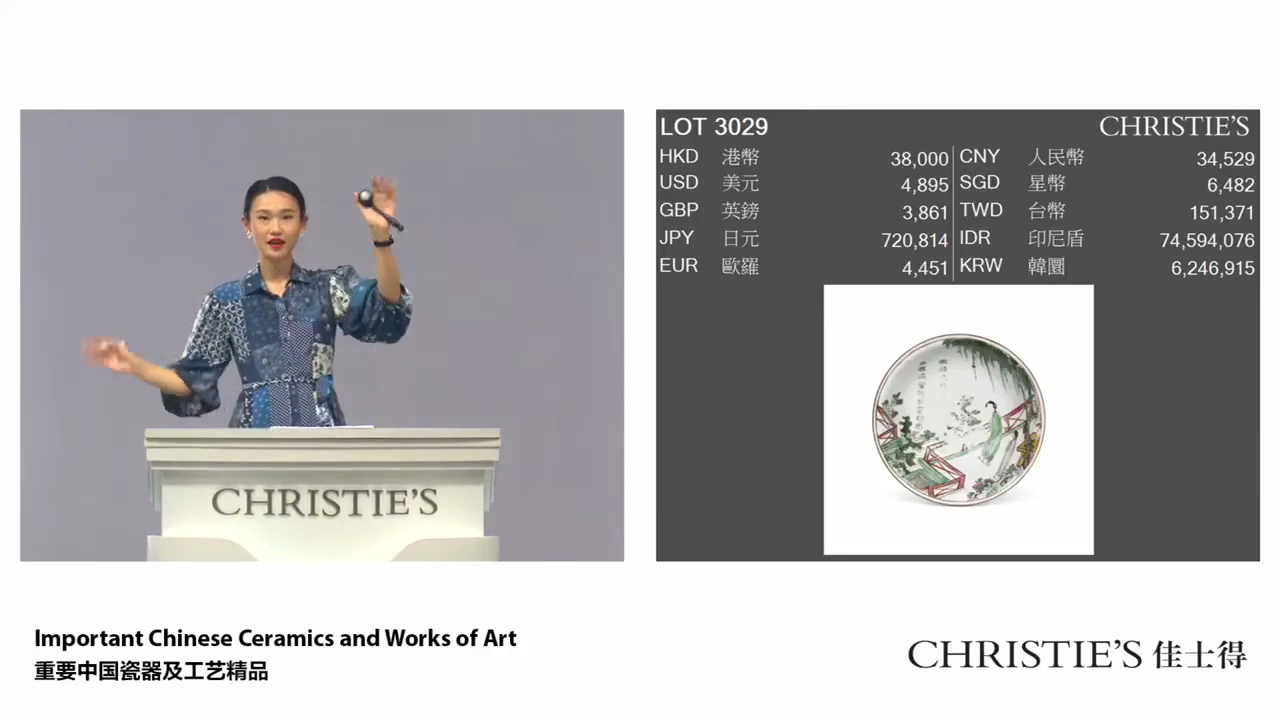 LOT 3029
CHRISTIE'S
HKD 港幣 38,000 CNY 人民幣 34,529
USD 美元 4,895 SGD 星幣 6,482
GBP 英鎊 3,861 TWD 台幣 151,371
JPY 日元 720,814 IDR 印尼盾 74,594,076
EUR 歐羅 4,451 KRW 韓圜 6,246,915
CHRISTIE'S
Important Chinese Ceramics and Works of Art
重要中国瓷器及工艺精品
CHRISTIE'S 佳士得